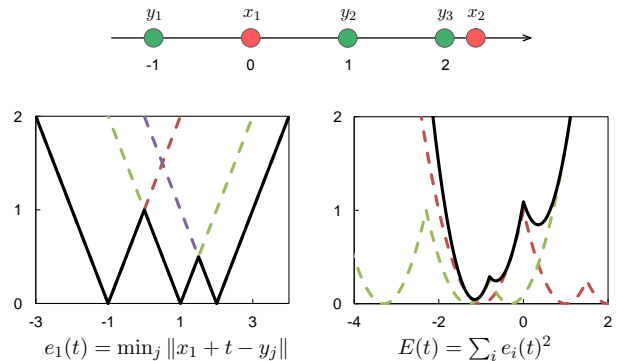 y₁ x₁ y₂ y₃ x₂
-1 0 1 2
2 2
1 1
0 0
-3 -1 1 3 -4 -2 0 2
e₁(t) = minⱼ ‖x₁ + t − yⱼ‖ E(t) = ∑ᵢ eᵢ(t)²